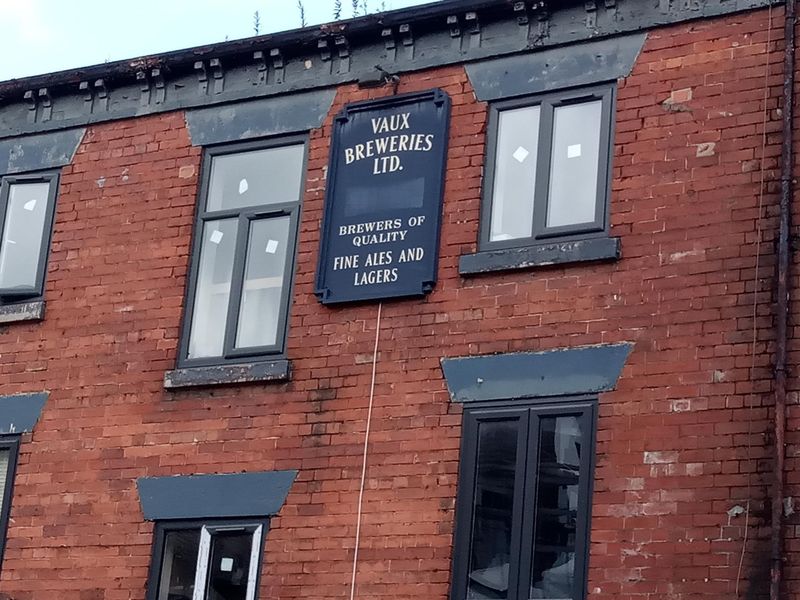 VAUX
BREWERIES
LTD.
BREWERS OF
QUALITY
FINE ALES AND
LAGERS